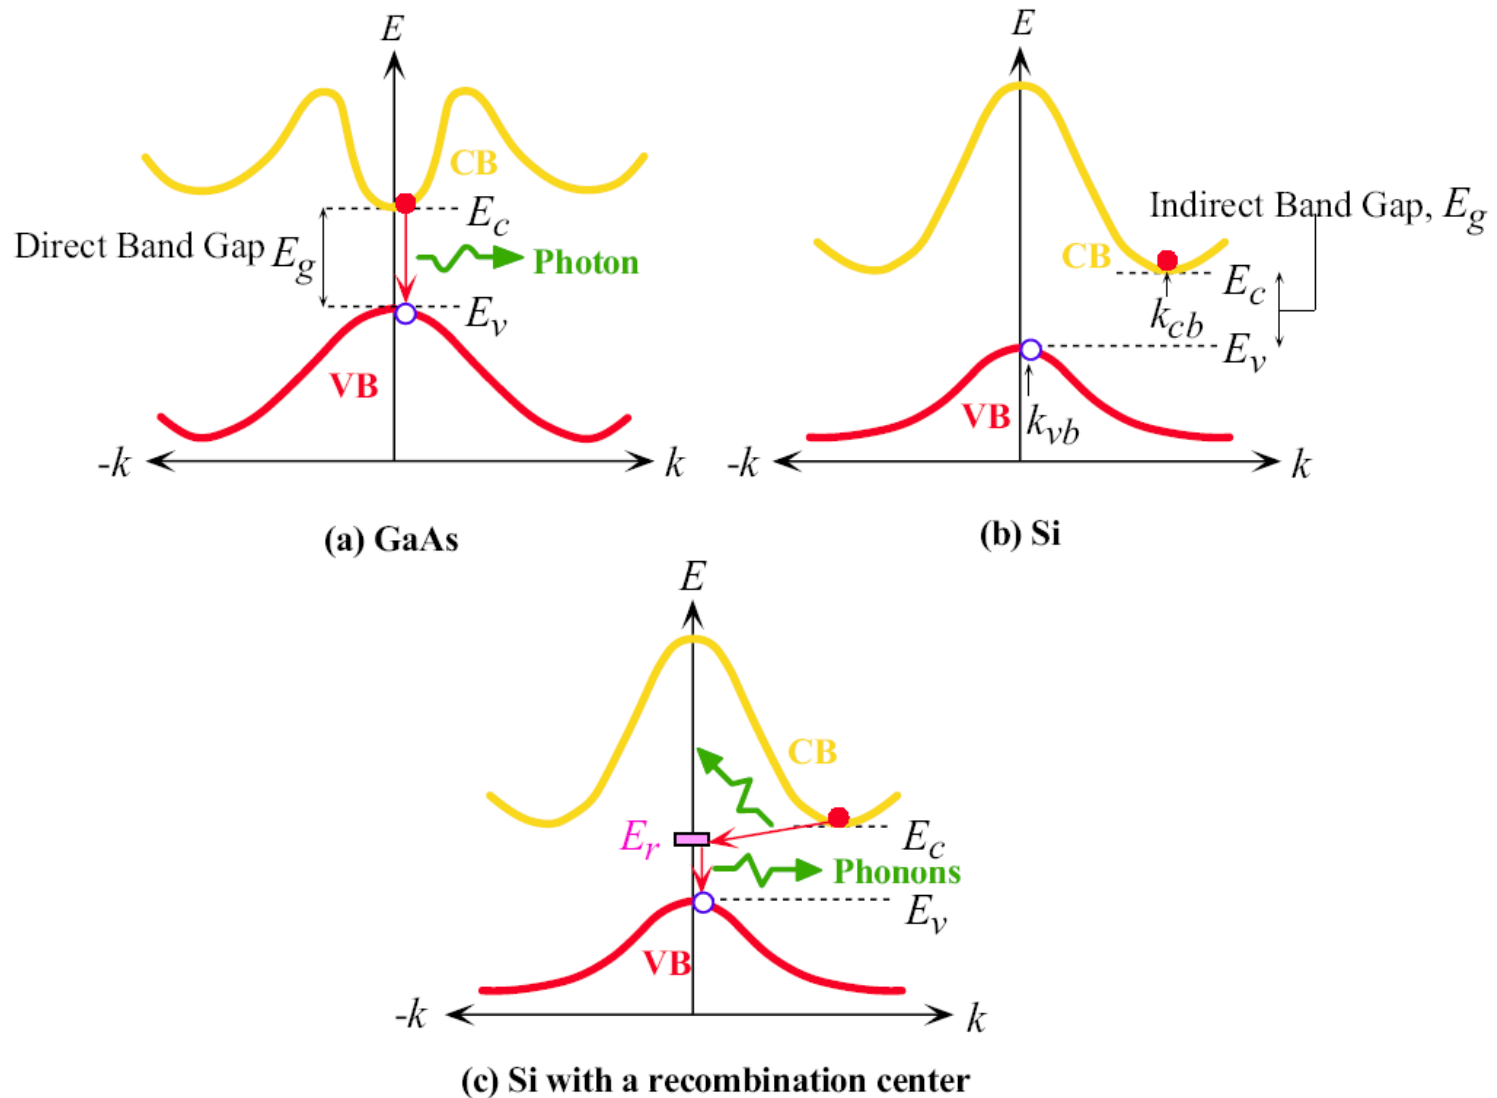 E
CB
E_c
Direct Band Gap E_g
Photon
E_v
VB
-k
k
(a) GaAs
E
Indirect Band Gap, E_g
CB
E_c
k_cb
E_v
VB
k_vb
-k
k
(b) Si
E
CB
E_r
E_c
Phonons
E_v
VB
-k
k
(c) Si with a recombination center